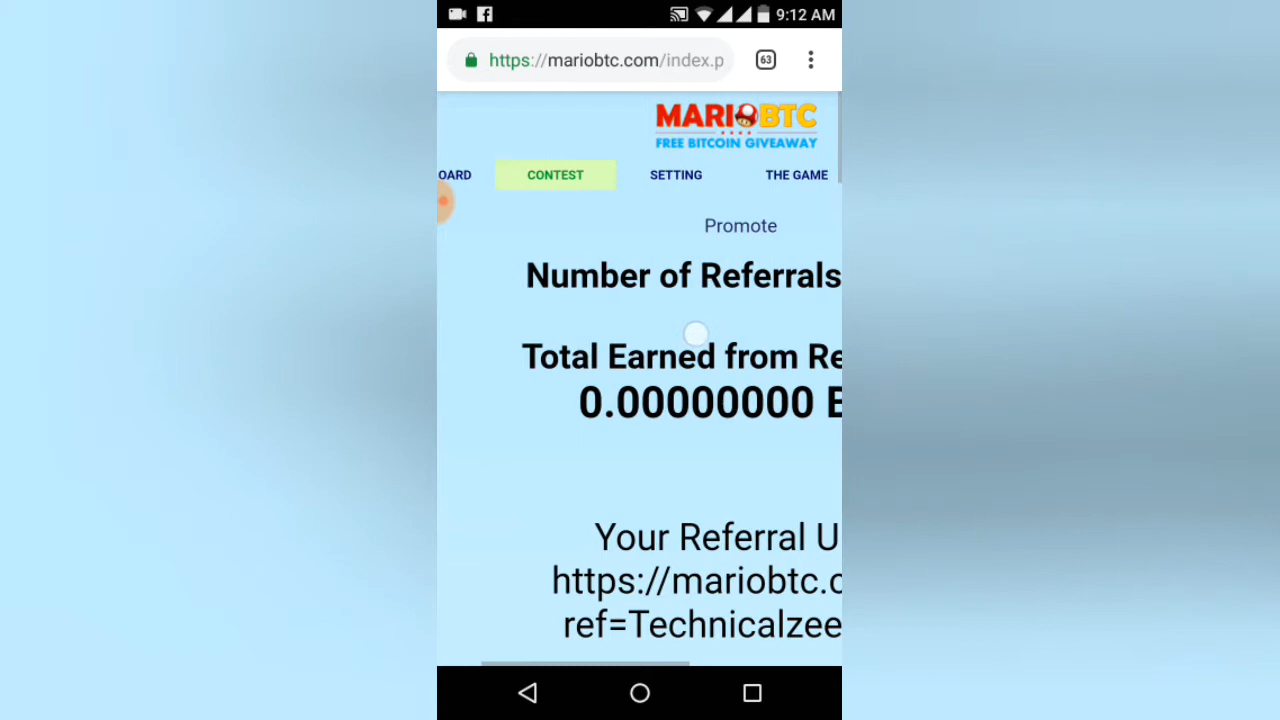 9:12 AM
https://mariobtc.com/index.p
63
MARIOBTC
FREE BITCOIN GIVEAWAY
OARD CONTEST SETTING THE GAME
Promote
Number of Referrals
Total Earned from Re
0.00000000 B
Your Referral U
https://mariobtc.c
ref=Technicalzee